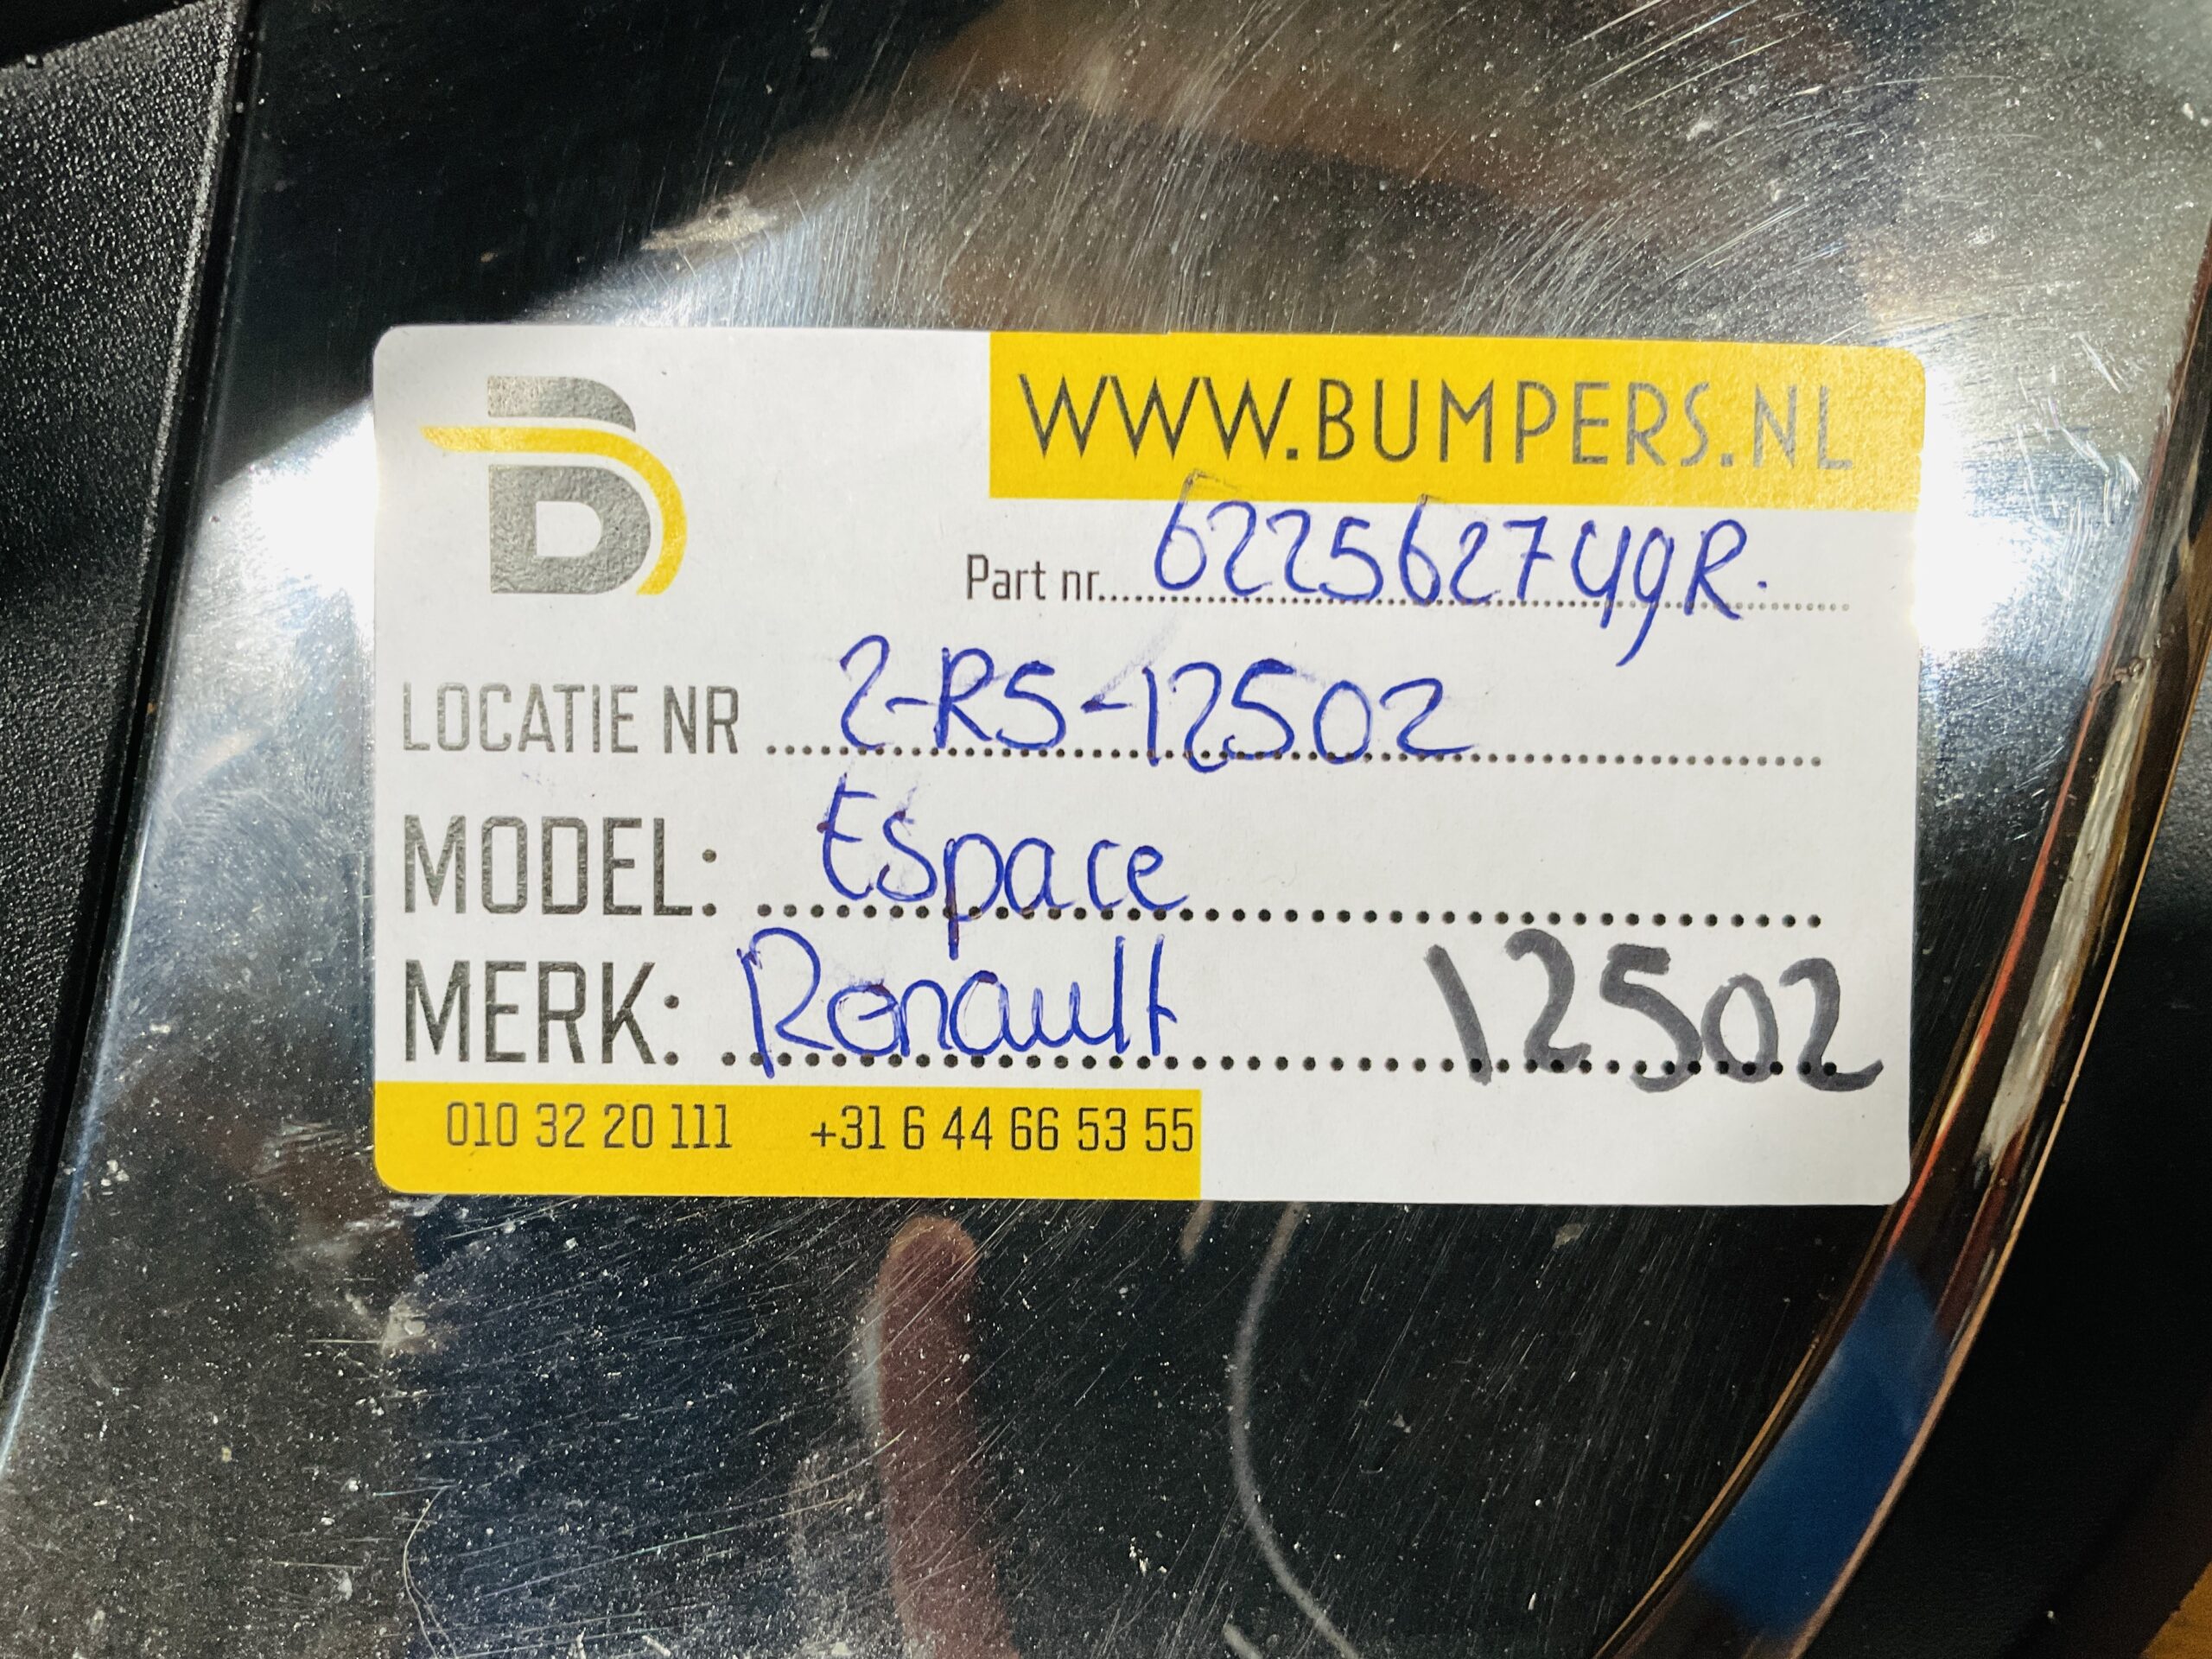 B
WWW.BUMPERS.NL
Part nr. 622562749R.
LOCATIE NR 2-RS-12502
MODEL: Espace
MERK: Renault 12502
010 32 20 111 +31 6 44 66 53 55